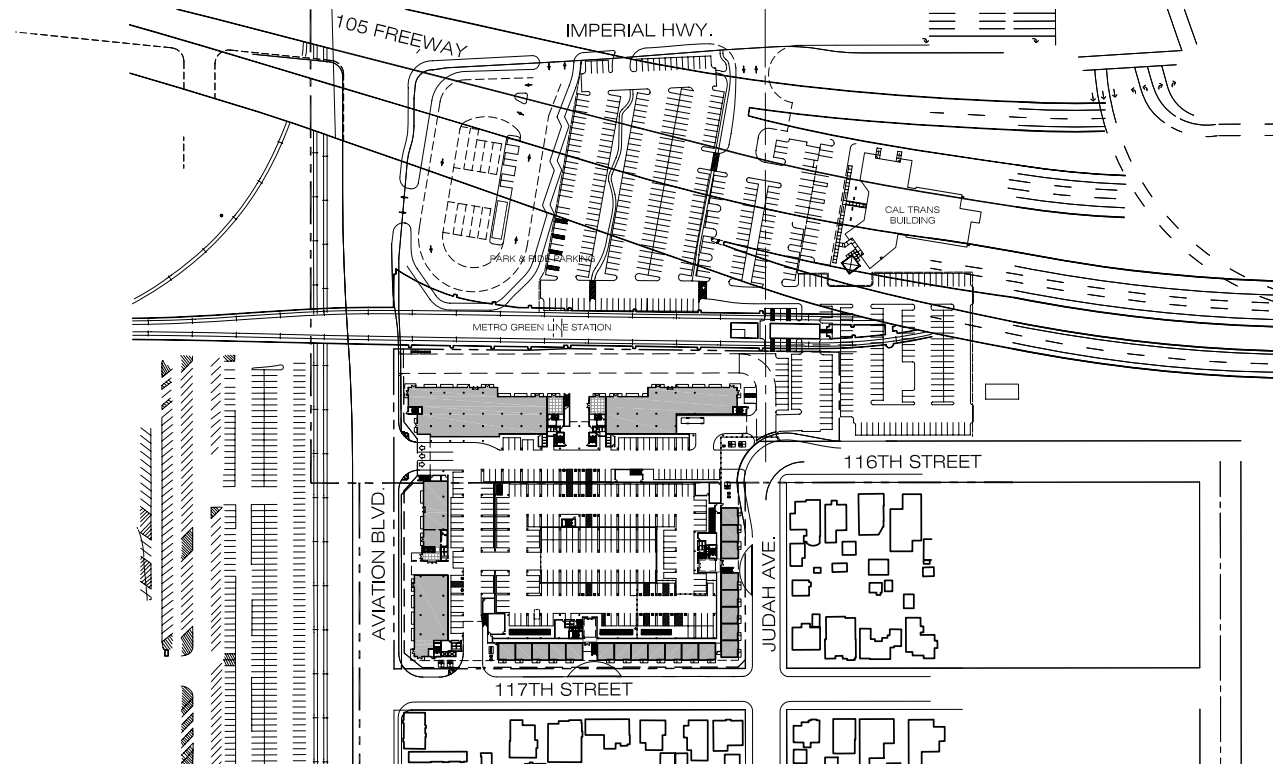 105 FREEWAY
IMPERIAL HWY.
CAL TRANS
BUILDING
PARK & RIDE PARKING
METRO GREEN LINE STATION
116TH STREET
AVIATION BLVD.
JUDAH AVE.
117TH STREET